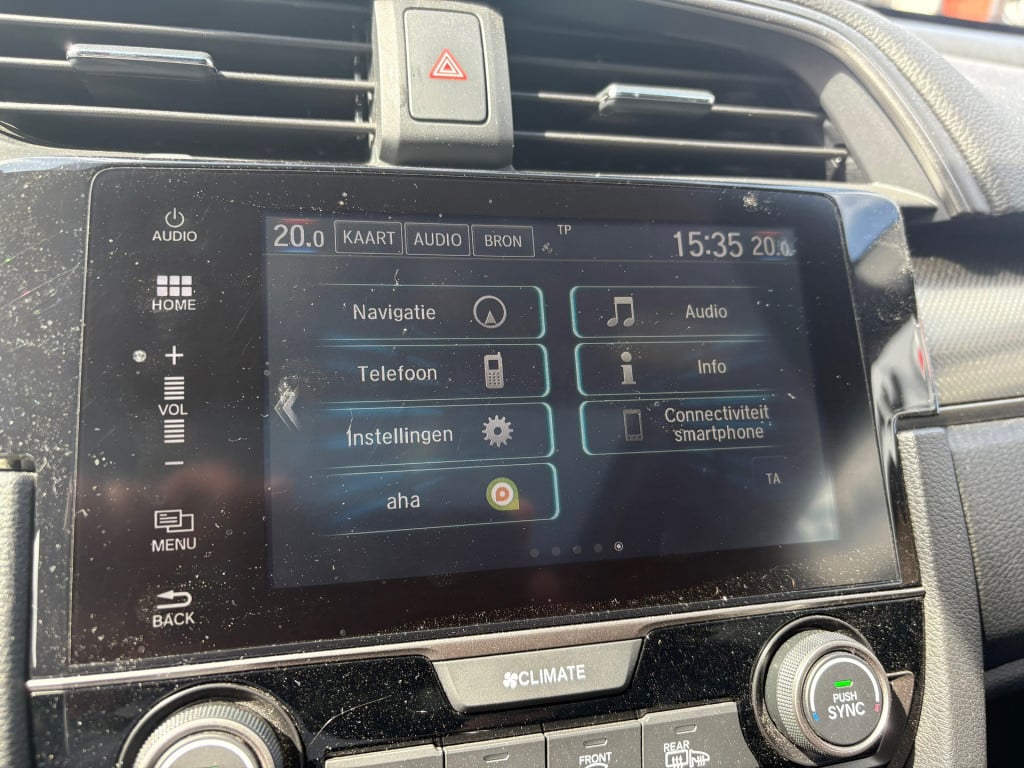 AUDIO
HOME
+
VOL
−
MENU
BACK
20.0 KAART AUDIO BRON TP 15:35 20.0
Navigatie
Audio
Telefoon
Info
Instellingen
Connectiviteit
smartphone
aha
TA
CLIMATE
PUSH
SYNC
FRONT
REAR